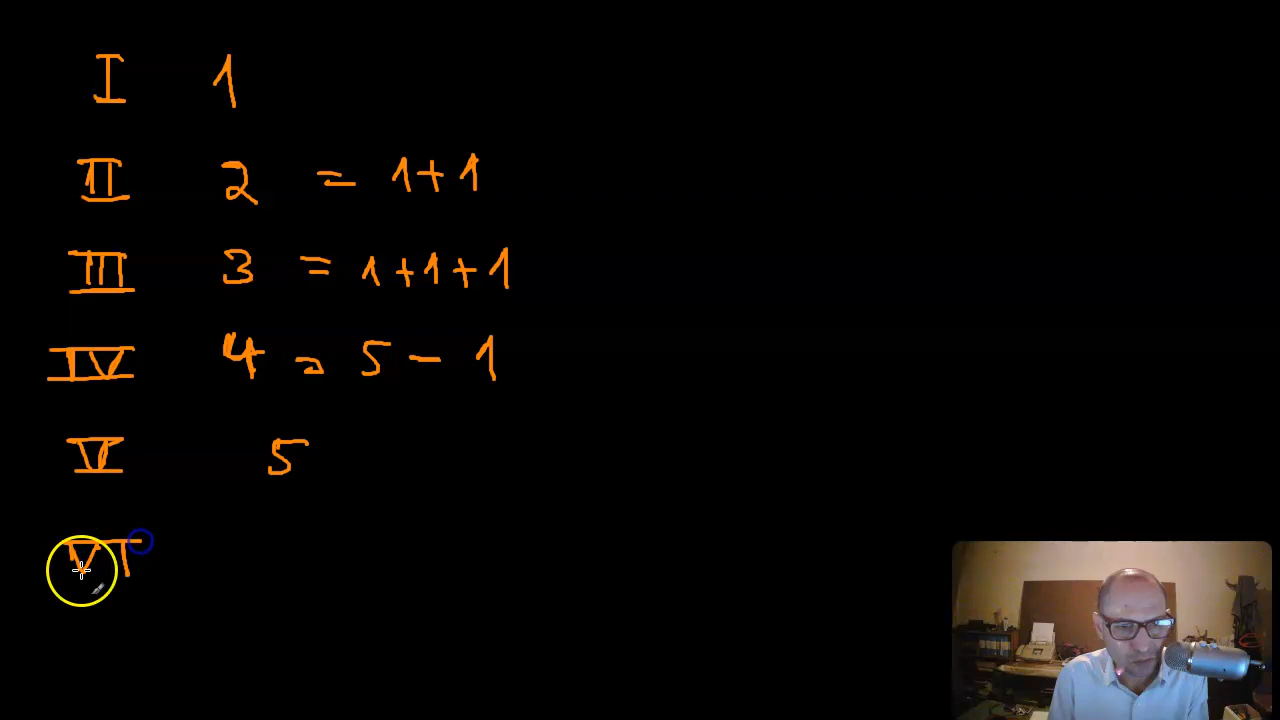 I 1
II 2 = 1+1
III 3 = 1+1+1
IV 4 = 5 - 1
V 5
VI